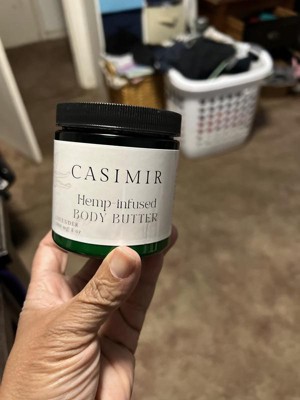 CASIMIR
Hemp-infused
BODY BUTTER